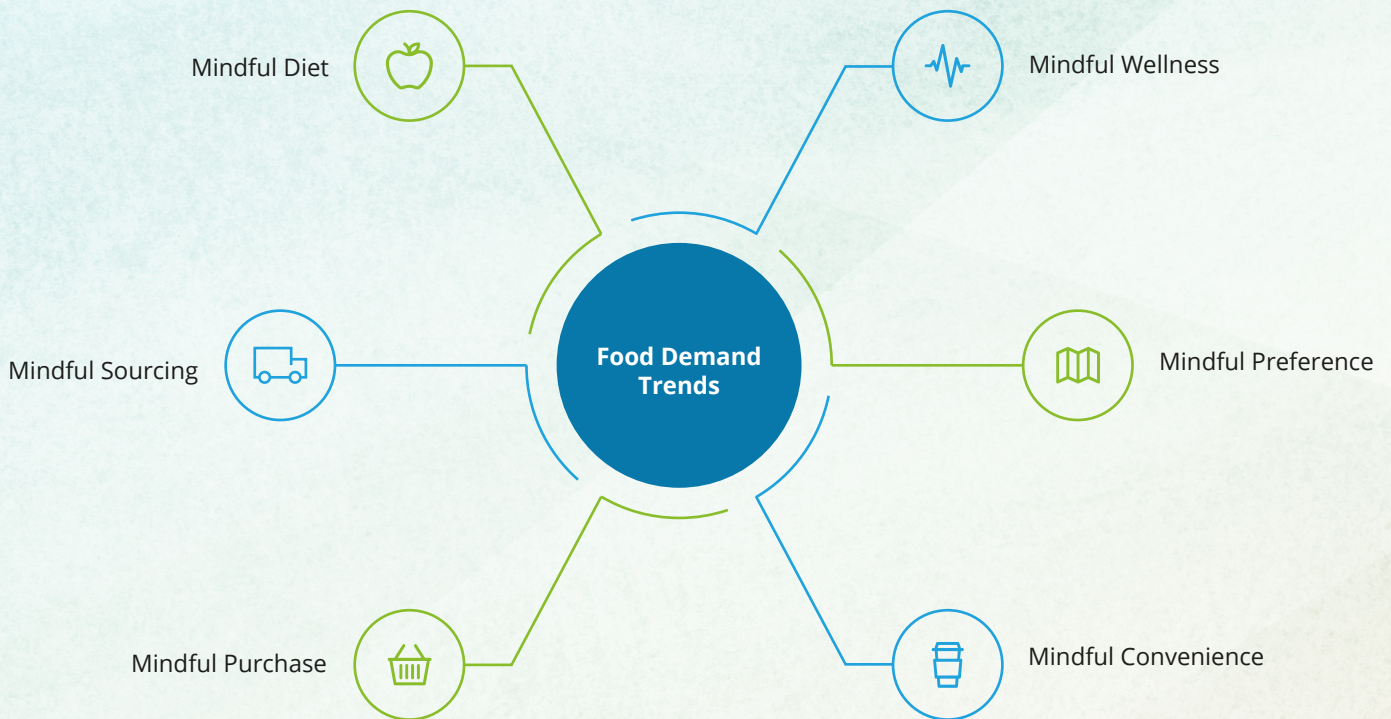 Mindful Diet
Mindful Wellness
Mindful Sourcing
Food Demand
Trends
Mindful Preference
Mindful Purchase
Mindful Convenience